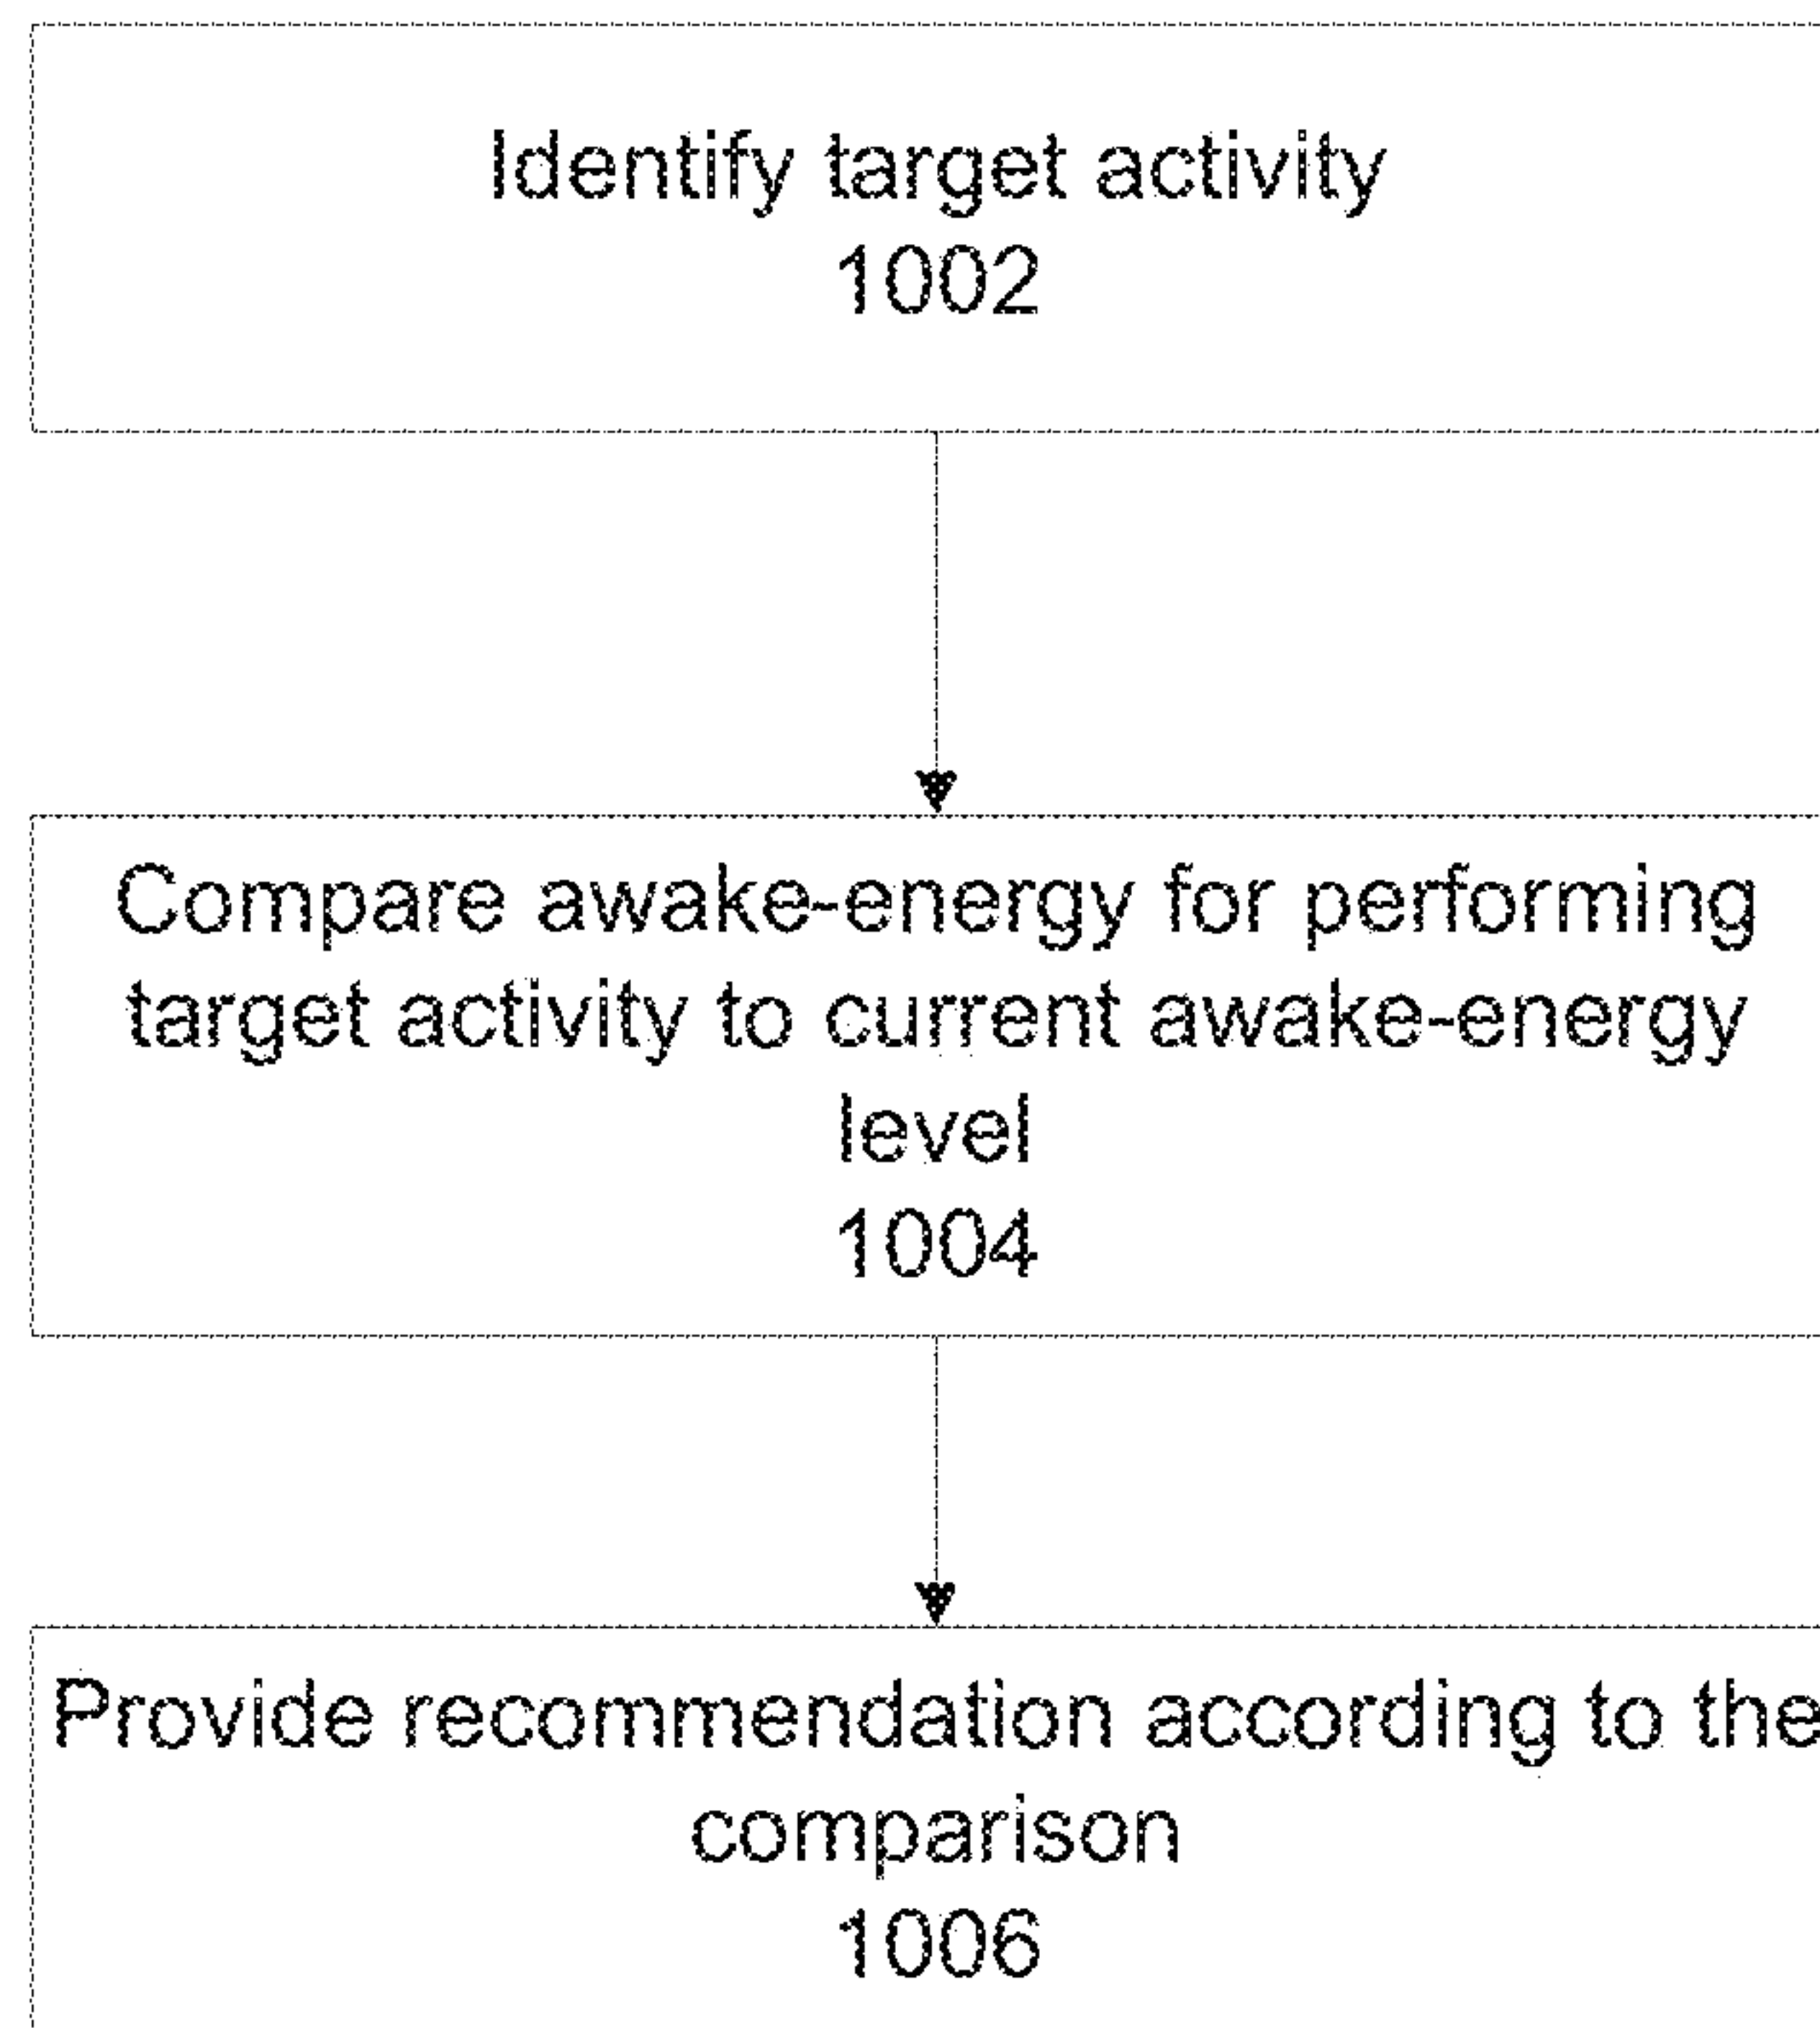 Identify target activity
1002
Compare awake-energy for performing
target activity to current awake-energy
level
1004
Provide recommendation according to the
comparison
1006